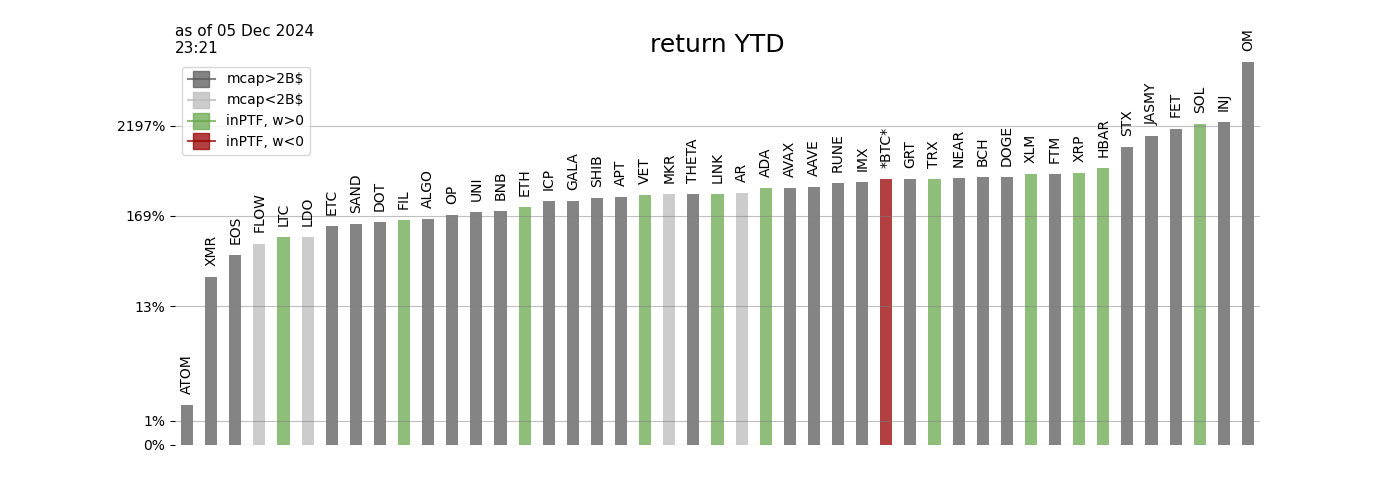 as of 05 Dec 2024
23:21
return YTD
mcap>2B$
mcap<2B$
inPTF, w>0
inPTF, w<0
2197%
169%
13%
1%
0%
ATOM
XMR
EOS
FLOW
LTC
LDO
ETC
SAND
DOT
FIL
ALGO
OP
UNI
BNB
ETH
ICP
GALA
SHIB
APT
VET
MKR
THETA
LINK
AR
ADA
AVAX
AAVE
RUNE
IMX
*BTC*
GRT
TRX
NEAR
BCH
DOGE
XLM
FTM
XRP
HBAR
STX
JASMY
FET
SOL
INJ
OM